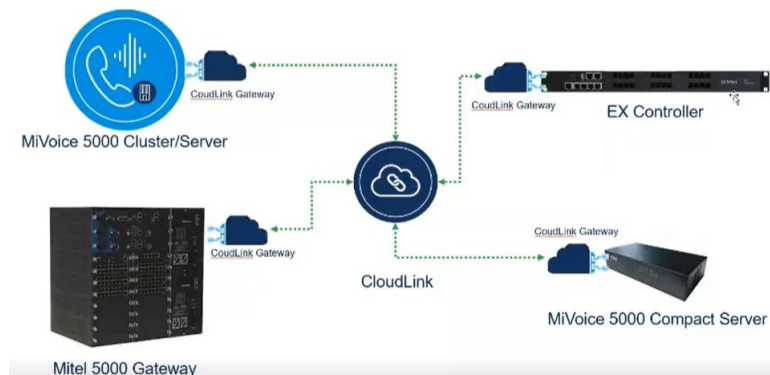 CoudLink Gateway
MiVoice 5000 Cluster/Server
CoudLink Gateway
EX Controller
CoudLink Gateway
CloudLink
CoudLink Gateway
MiVoice 5000 Compact Server
Mitel 5000 Gateway